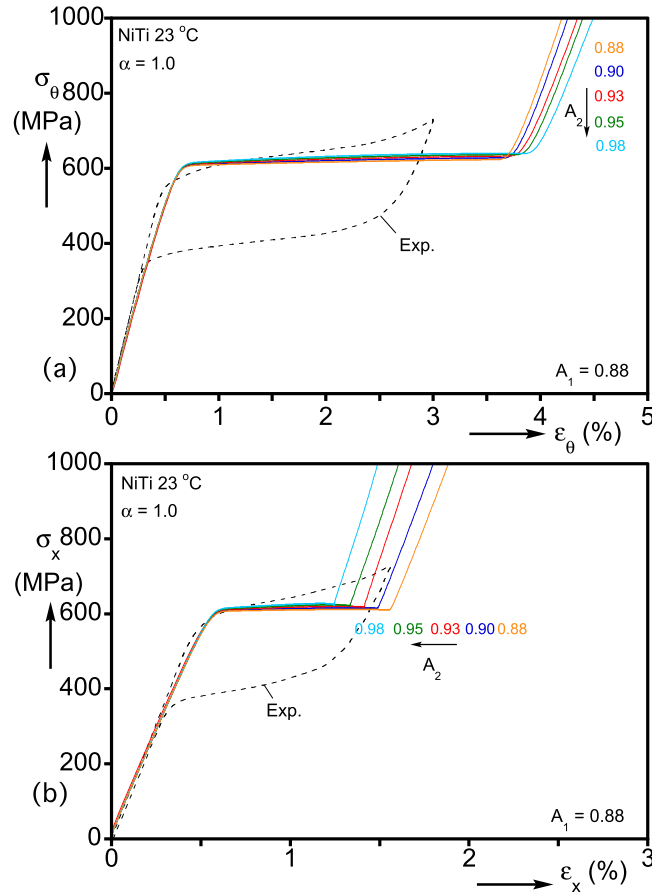 1000
NiTi 23 °C
α = 1.0
σθ
800
(MPa)
0.88
0.90
0.93
A2
0.95
0.98
600
400
Exp.
200
(a)
A1 = 0.88
0
0 1 2 3 4 5
εθ (%)
1000
NiTi 23 °C
α = 1.0
σx
800
(MPa)
600
0.98 0.95 0.93 0.90 0.88
A2
400
Exp.
200
(b)
A1 = 0.88
0
0 1 2 3
εx (%)